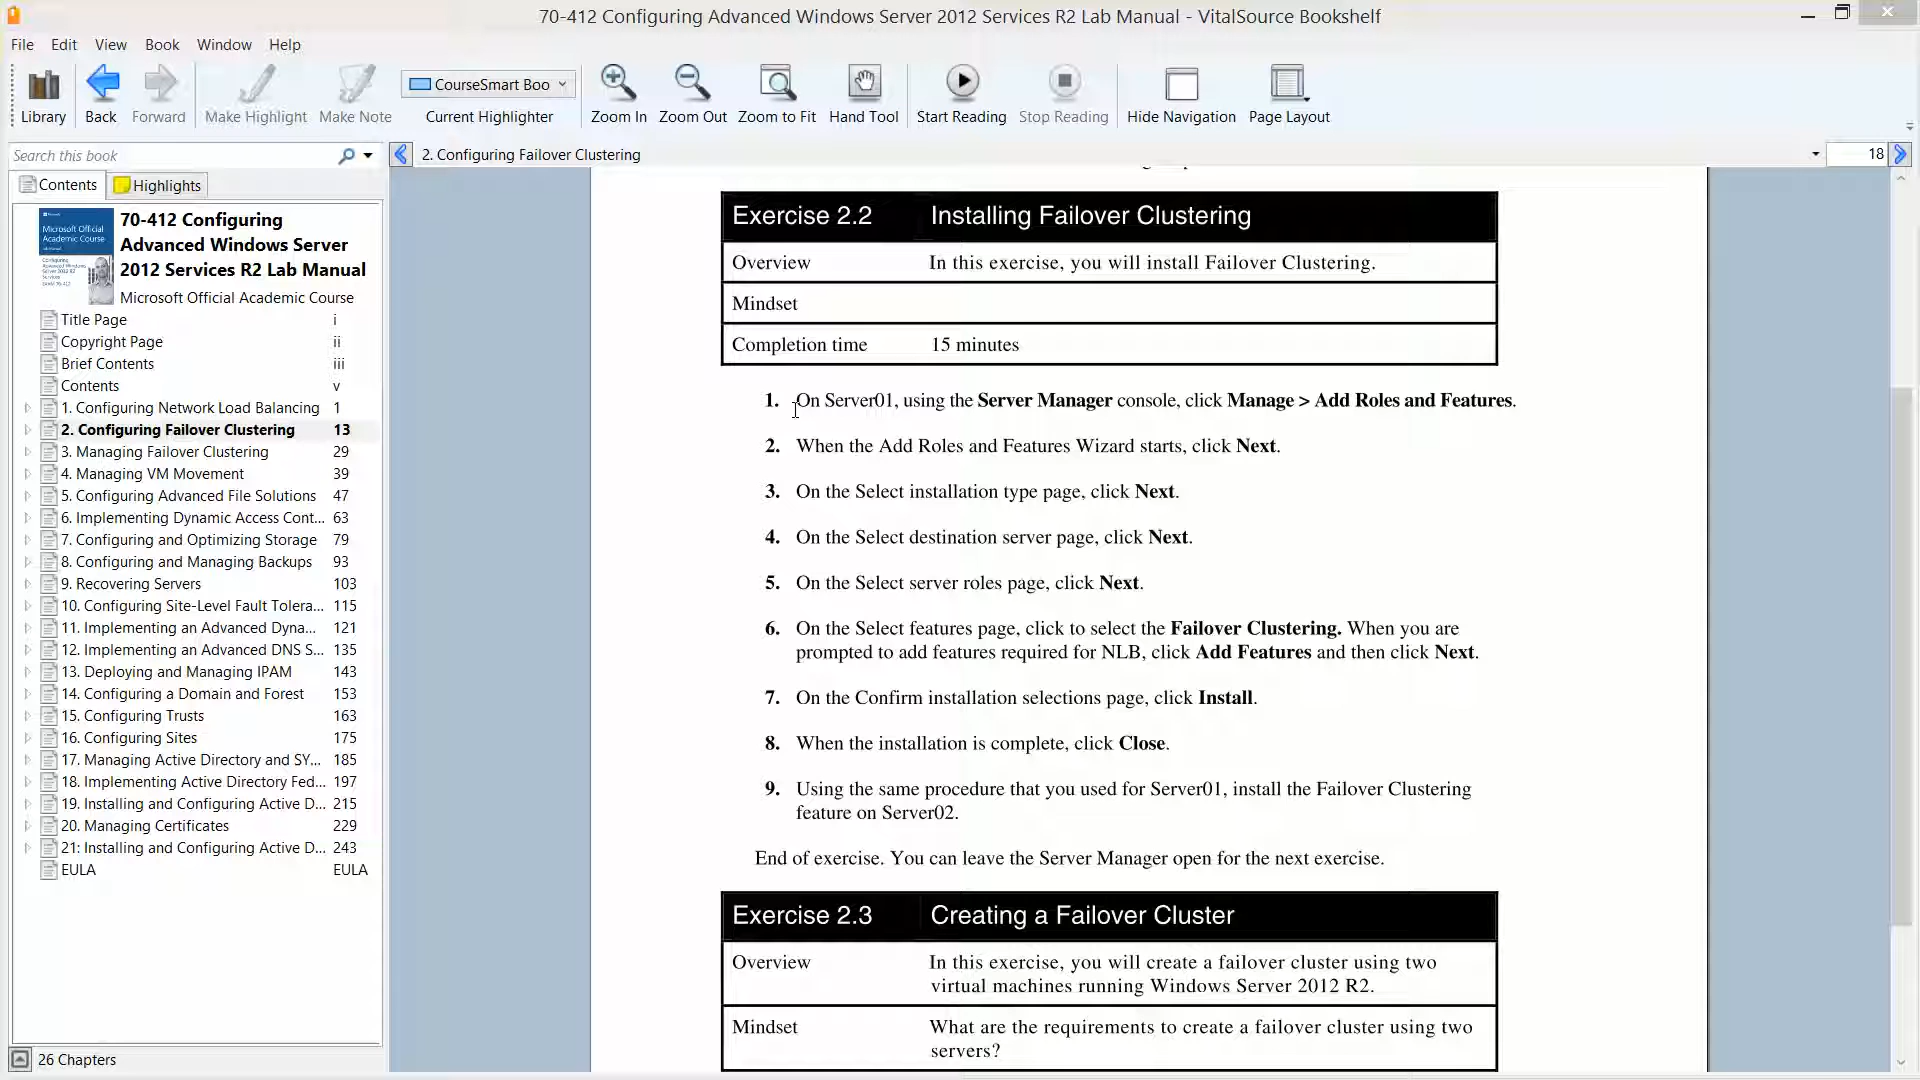 70-412 Configuring Advanced Windows Server 2012 Services R2 Lab Manual - VitalSource Bookshelf
File Edit View Book Window Help
CourseSmart Boo
Library Back Forward Make Highlight Make Note Current Highlighter Zoom In Zoom Out Zoom to Fit Hand Tool Start Reading Stop Reading Hide Navigation Page Layout
Search this book
2. Configuring Failover Clustering
18
Contents Highlights
70-412 Configuring
Advanced Windows Server
2012 Services R2 Lab Manual
Microsoft Official Academic Course
Microsoft Official
Academic Course
Title Page i
Copyright Page ii
Brief Contents iii
Contents v
1. Configuring Network Load Balancing 1
2. Configuring Failover Clustering 13
3. Managing Failover Clustering 29
4. Managing VM Movement 39
5. Configuring Advanced File Solutions 47
6. Implementing Dynamic Access Cont... 63
7. Configuring and Optimizing Storage 79
8. Configuring and Managing Backups 93
9. Recovering Servers 103
10. Configuring Site-Level Fault Tolera... 115
11. Implementing an Advanced Dyna... 121
12. Implementing an Advanced DNS S... 135
13. Deploying and Managing IPAM 143
14. Configuring a Domain and Forest 153
15. Configuring Trusts 163
16. Configuring Sites 175
17. Managing Active Directory and SY... 185
18. Implementing Active Directory Fed... 197
19. Installing and Configuring Active D... 215
20. Managing Certificates 229
21: Installing and Configuring Active D... 243
EULA EULA
26 Chapters
Exercise 2.2 Installing Failover Clustering
Overview In this exercise, you will install Failover Clustering.
Mindset
Completion time 15 minutes
1. On Server01, using the Server Manager console, click Manage > Add Roles and Features.
2. When the Add Roles and Features Wizard starts, click Next.
3. On the Select installation type page, click Next.
4. On the Select destination server page, click Next.
5. On the Select server roles page, click Next.
6. On the Select features page, click to select the Failover Clustering. When you are
prompted to add features required for NLB, click Add Features and then click Next.
7. On the Confirm installation selections page, click Install.
8. When the installation is complete, click Close.
9. Using the same procedure that you used for Server01, install the Failover Clustering
feature on Server02.
End of exercise. You can leave the Server Manager open for the next exercise.
Exercise 2.3 Creating a Failover Cluster
Overview In this exercise, you will create a failover cluster using two
virtual machines running Windows Server 2012 R2.
Mindset What are the requirements to create a failover cluster using two
servers?